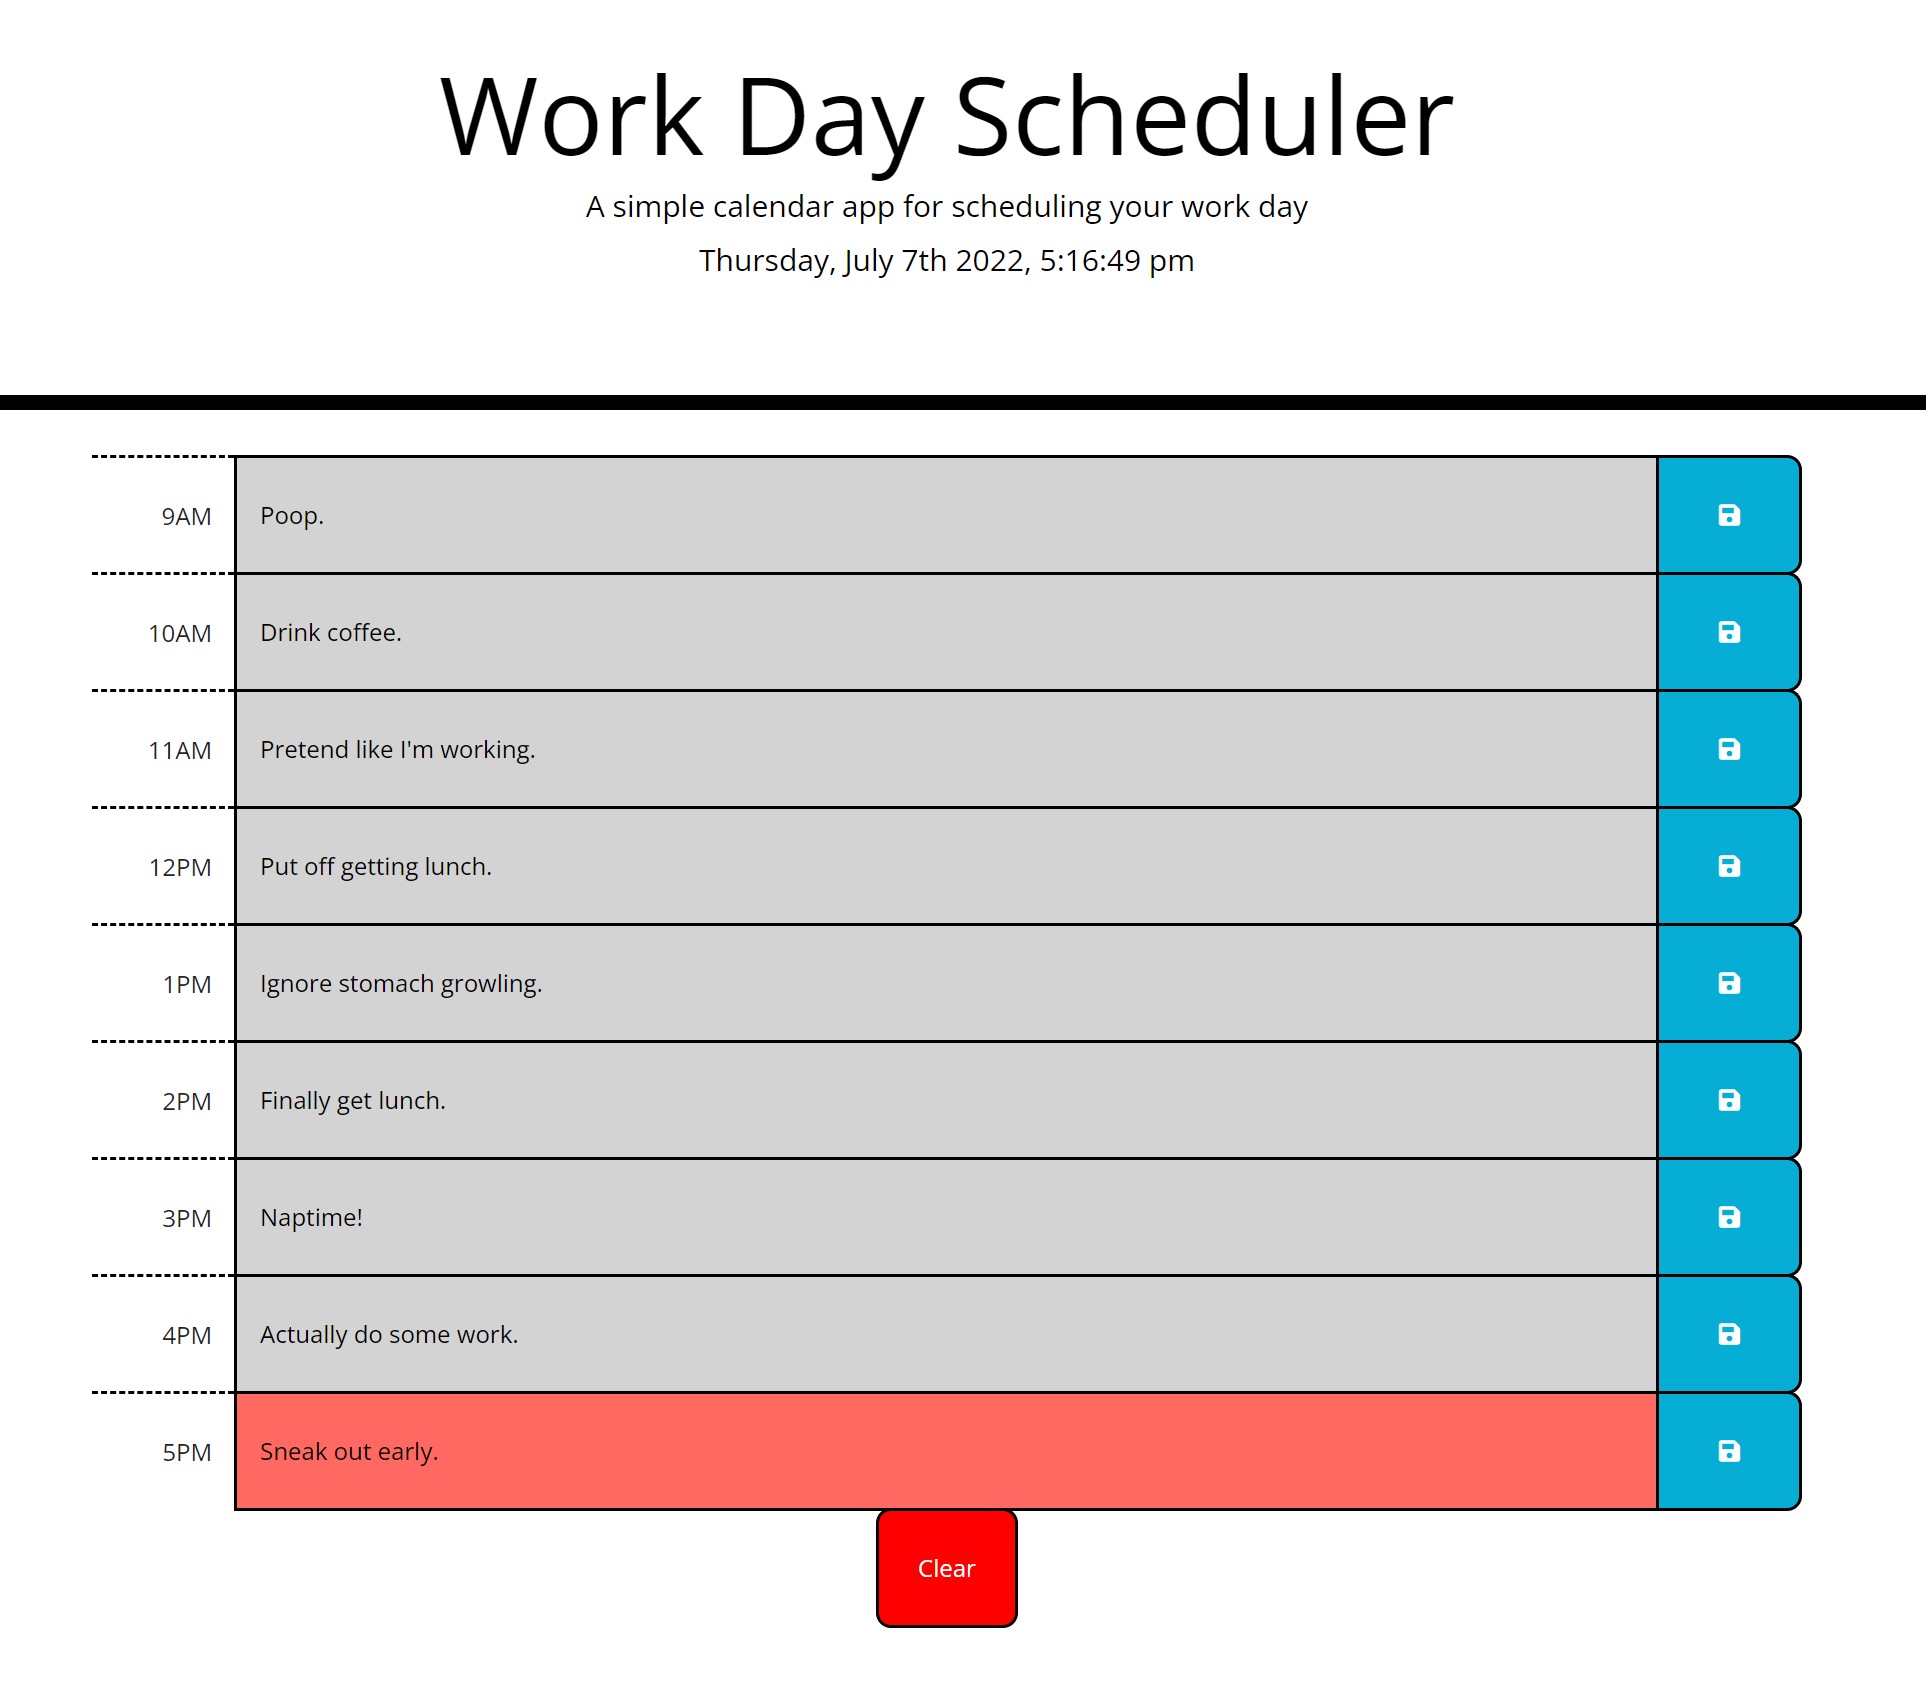 Work Day Scheduler
A simple calendar app for scheduling your work day
Thursday, July 7th 2022, 5:16:49 pm
9AM Poop.
10AM Drink coffee.
11AM Pretend like I'm working.
12PM Put off getting lunch.
1PM Ignore stomach growling.
2PM Finally get lunch.
3PM Naptime!
4PM Actually do some work.
5PM Sneak out early.
Clear